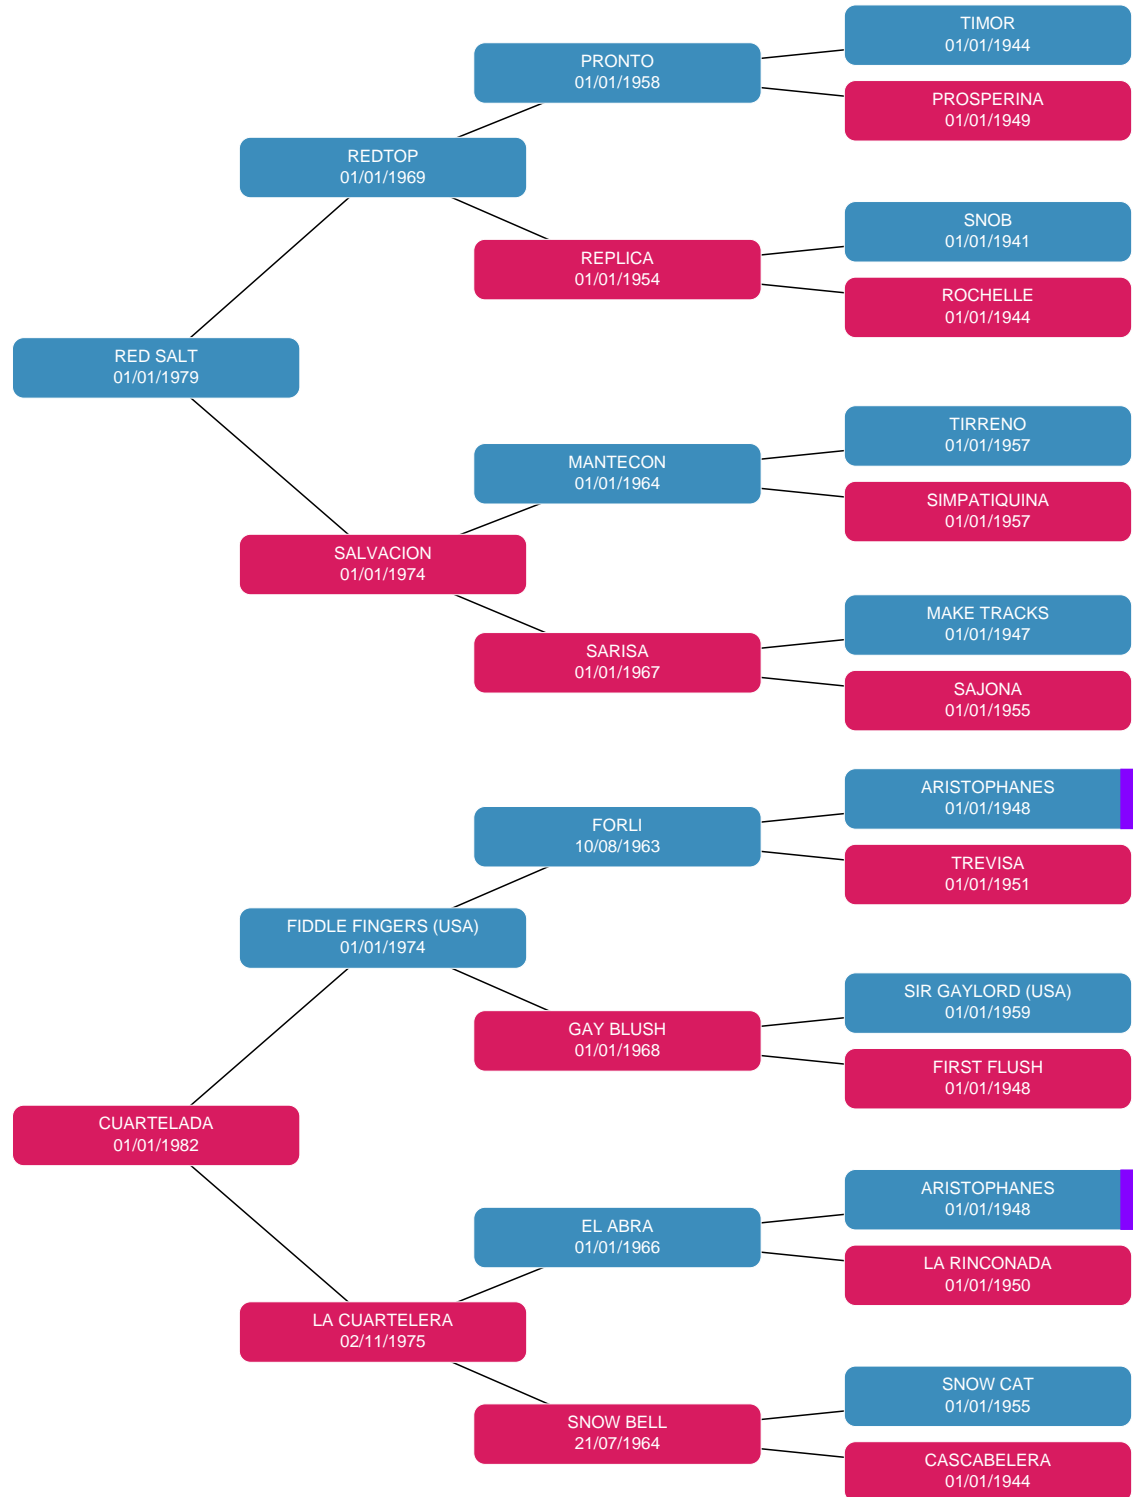 TIMOR
01/01/1944
PRONTO
01/01/1958
PROSPERINA
01/01/1949
REDTOP
01/01/1969
SNOB
01/01/1941
REPLICA
01/01/1954
ROCHELLE
01/01/1944
RED SALT
01/01/1979
TIRRENO
01/01/1957
MANTECON
01/01/1964
SIMPATIQUINA
01/01/1957
SALVACION
01/01/1974
MAKE TRACKS
01/01/1947
SARISA
01/01/1967
SAJONA
01/01/1955
ARISTOPHANES
01/01/1948
FORLI
10/08/1963
TREVISA
01/01/1951
FIDDLE FINGERS (USA)
01/01/1974
SIR GAYLORD (USA)
01/01/1959
GAY BLUSH
01/01/1968
FIRST FLUSH
01/01/1948
CUARTELADA
01/01/1982
ARISTOPHANES
01/01/1948
EL ABRA
01/01/1966
LA RINCONADA
01/01/1950
LA CUARTELERA
02/11/1975
SNOW CAT
01/01/1955
SNOW BELL
21/07/1964
CASCABELERA
01/01/1944